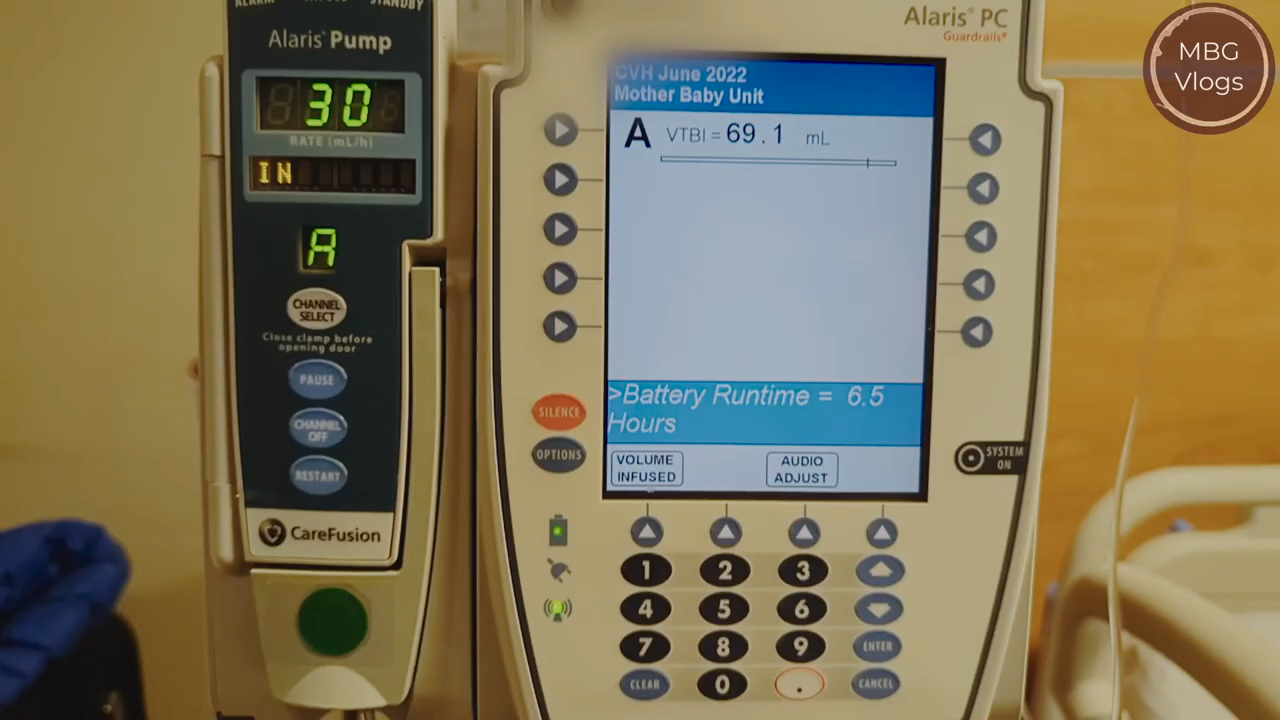 ALARM
STANDBY
Alaris® Pump
30
RATE (mL/h)
IN
A
CHANNEL
SELECT
Close clamp before
opening door
PAUSE
CHANNEL
OFF
RESTART
CareFusion
Alaris® PC
Guardrails®
CVH June 2022
Mother Baby Unit
A VTBI = 69.1 mL
>Battery Runtime = 6.5
Hours
VOLUME
INFUSED
AUDIO
ADJUST
SILENCE
OPTIONS
SYSTEM
ON
1 2 3
4 5 6
7 8 9 ENTER
CLEAR 0 . CANCEL
MBG
Vlogs